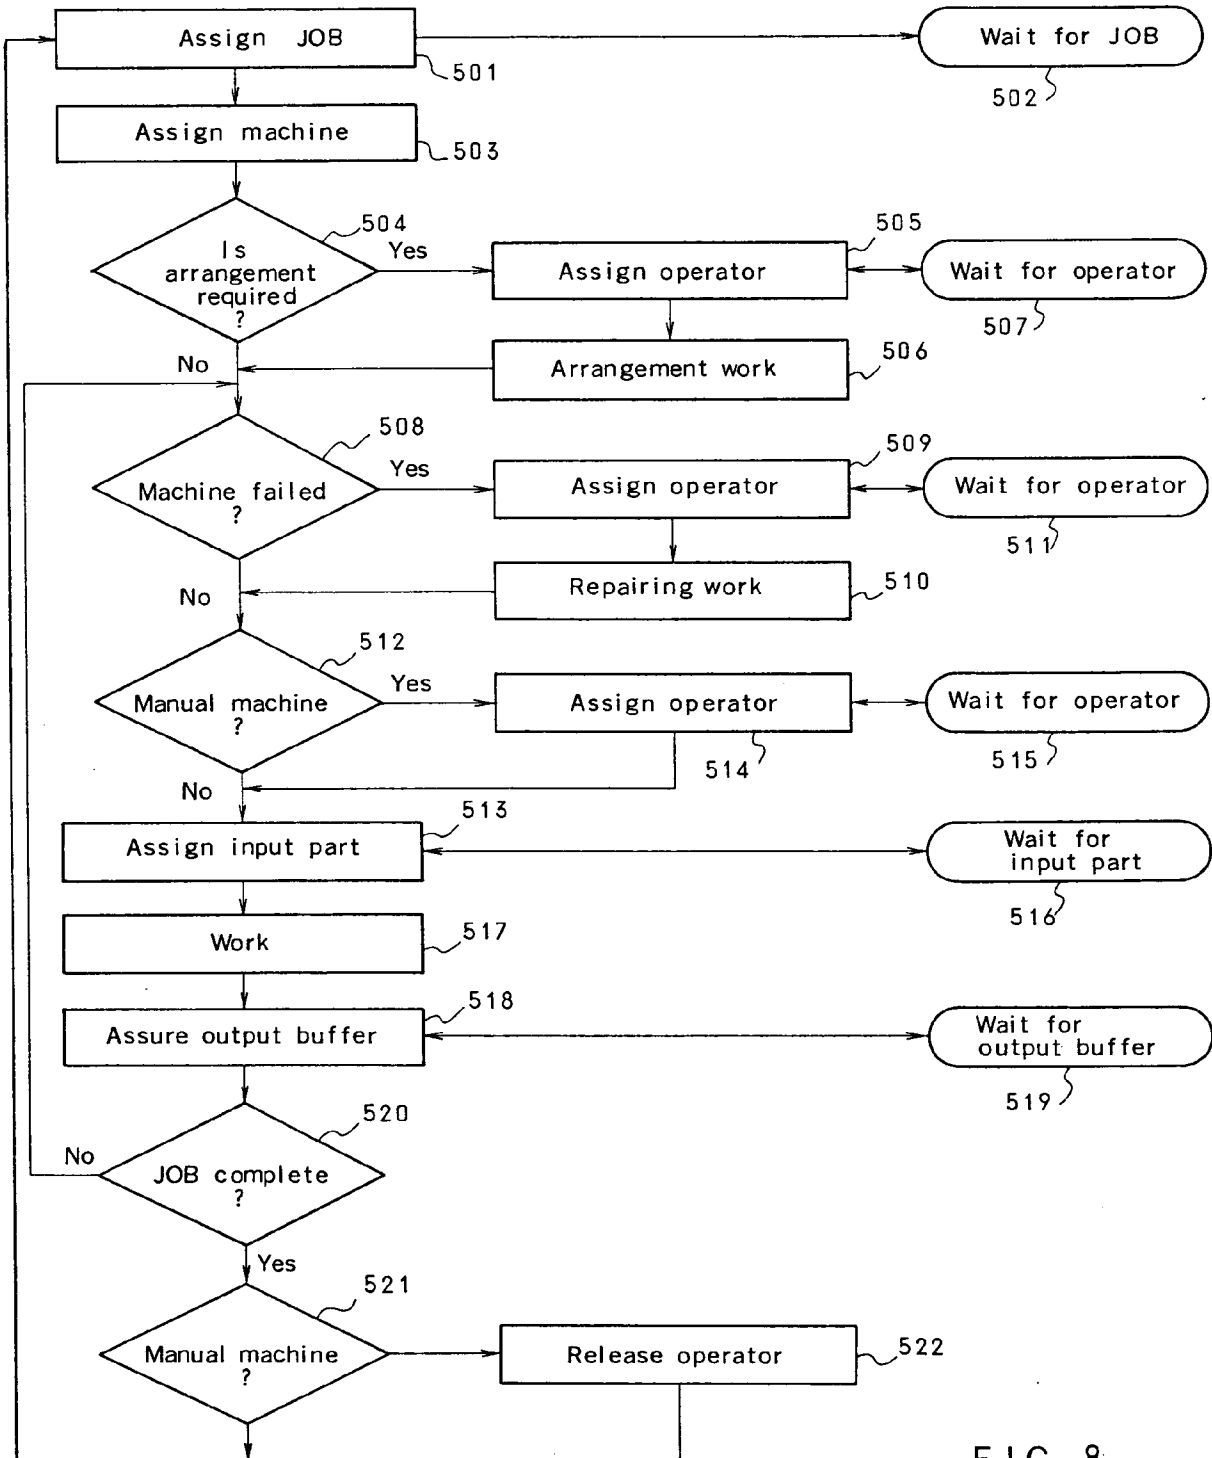 Assign JOB
501
Wait for JOB
502
Assign machine
503
Is
arrangement
required
?
504
Yes
No
Assign operator
505
Wait for operator
507
Arrangement work
506
Machine failed
?
508
Yes
No
Assign operator
509
Wait for operator
511
Repairing work
510
Manual machine
?
512
Yes
No
Assign operator
514
Wait for operator
515
Assign input part
513
Wait for
input part
516
Work
517
Assure output buffer
518
Wait for
output buffer
519
JOB complete
?
520
No
Yes
Manual machine
?
521
Release operator
522
FIG. 8